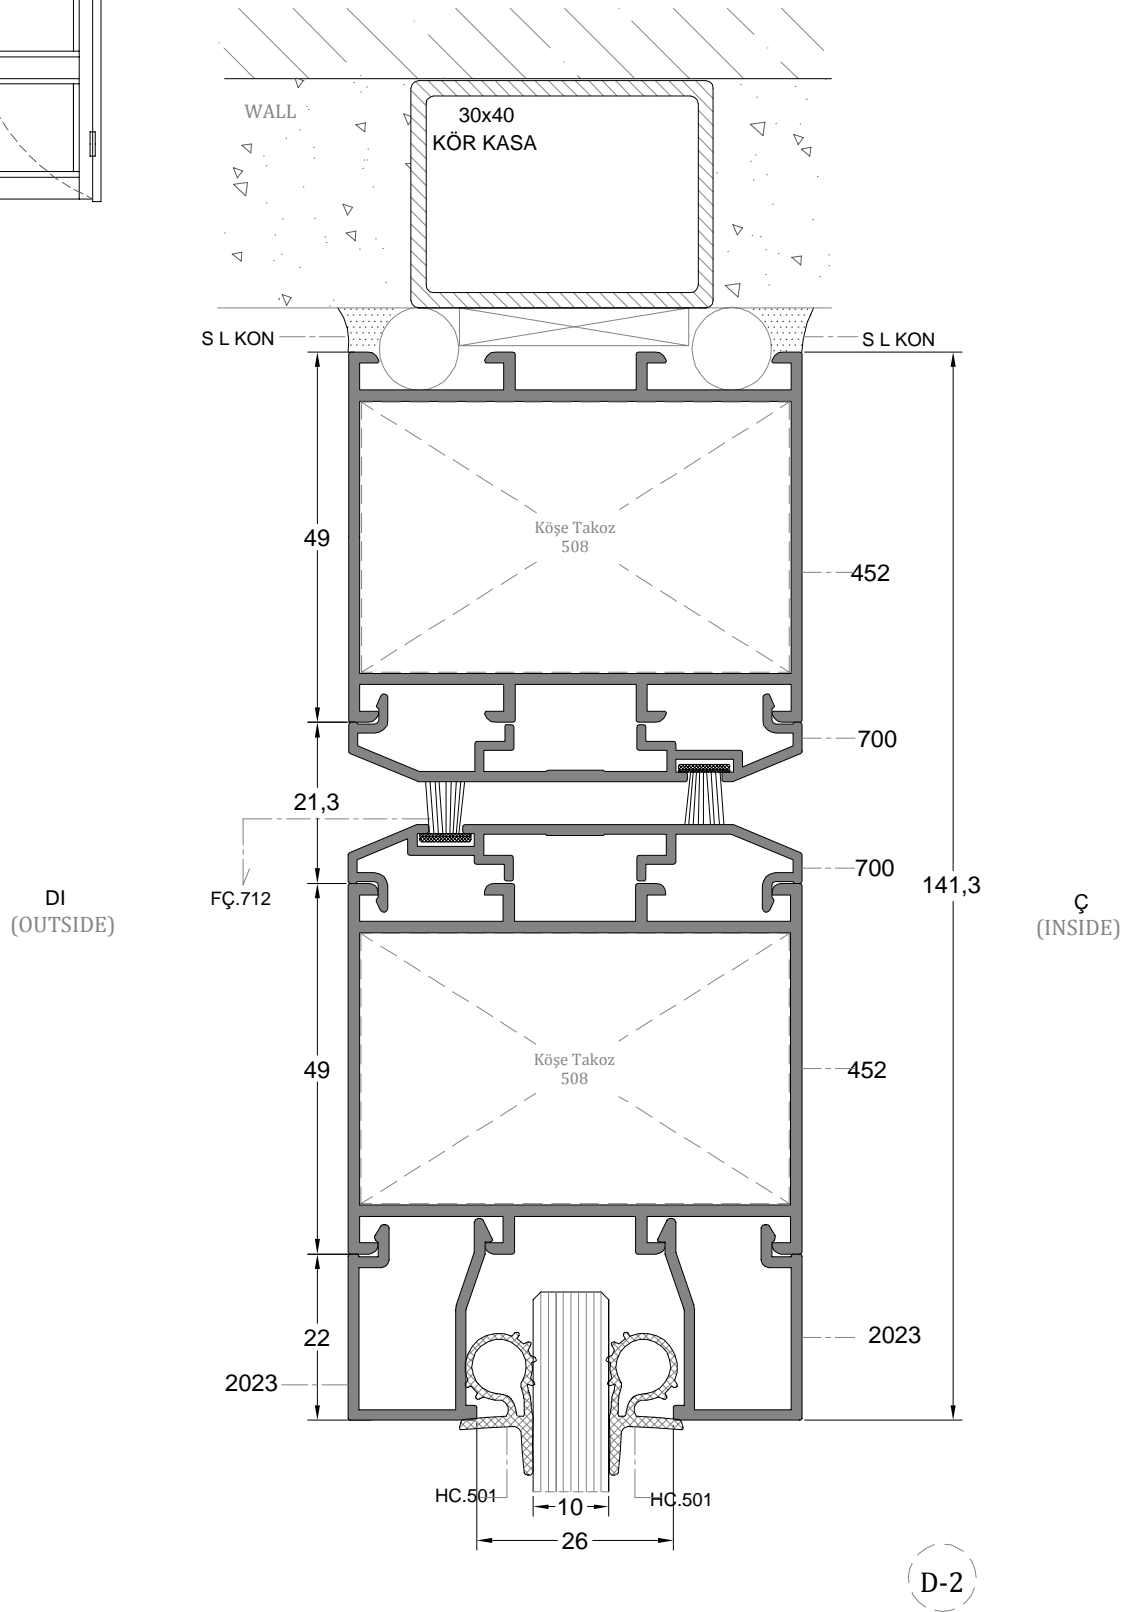 WALL
30x40
KÖR KASA
S L KON
S L KON
Köşe Takoz
508
49
452
700
21,3
700
FÇ.712
141,3
DI
(OUTSIDE)
Ç
(INSIDE)
Köşe Takoz
508
49
452
22
2023
2023
HC.501
HC.501
10
26
D-2